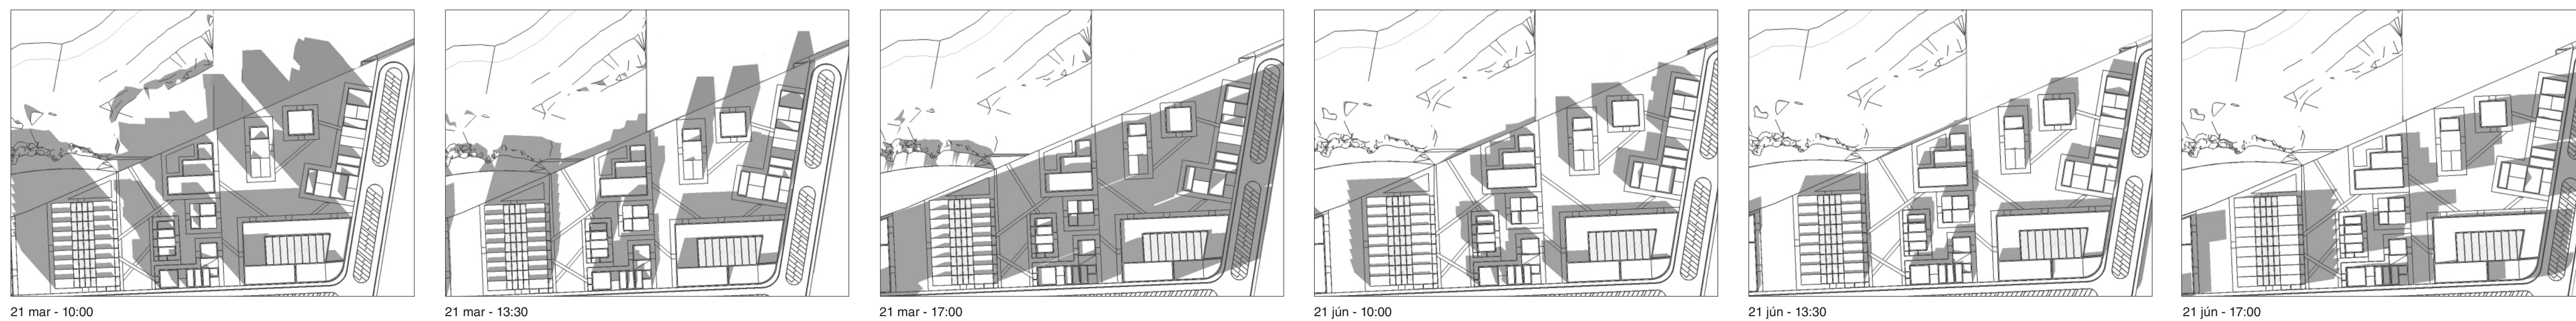 21 mar - 10:00
21 mar - 13:30
21 mar - 17:00
21 jún - 10:00
21 jún - 13:30
21 jún - 17:00